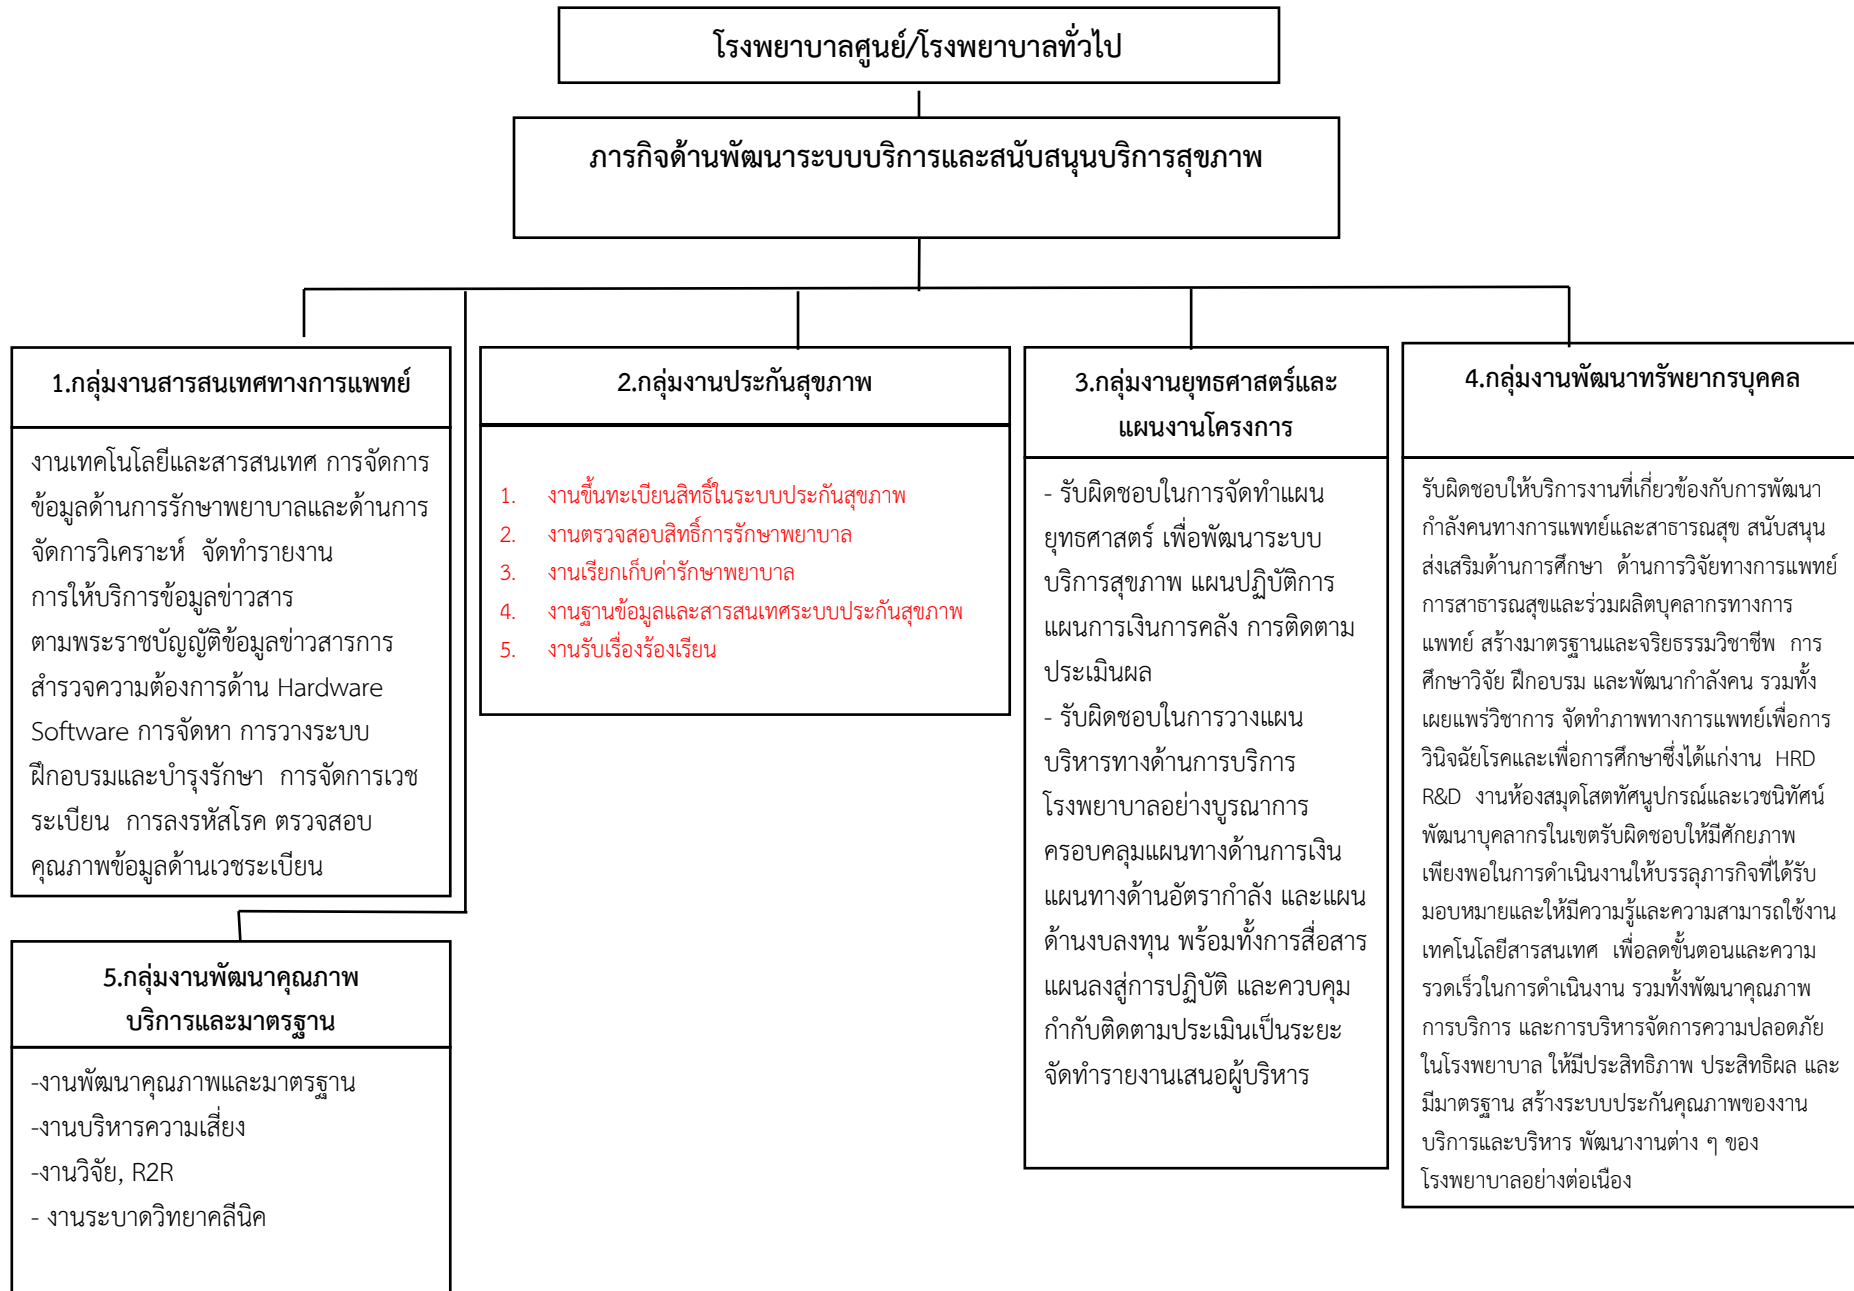 โรงพยาบาลศูนย์/โรงพยาบาลทั่วไป
ภารกิจด้านพัฒนาระบบบริการและสนับสนุนบริการสุขภาพ
1.กลุ่มงานสารสนเทศทางการแพทย์
งานเทคโนโลยีและสารสนเทศ การจัดการ
ข้อมูลด้านการรักษาพยาบาลและด้านการ
จัดการวิเคราะห์ จัดทำรายงาน
การให้บริการข้อมูลข่าวสาร
ตามพระราชบัญญัติข้อมูลข่าวสารการ
สำรวจความต้องการด้าน Hardware
Software การจัดหา การวางระบบ
ฝึกอบรมและบำรุงรักษา การจัดการเวช
ระเบียน การลงรหัสโรค ตรวจสอบ
คุณภาพข้อมูลด้านเวชระเบียน
2.กลุ่มงานประกันสุขภาพ
1. งานขึ้นทะเบียนสิทธิ์ในระบบประกันสุขภาพ
2. งานตรวจสอบสิทธิ์การรักษาพยาบาล
3. งานเรียกเก็บค่ารักษาพยาบาล
4. งานฐานข้อมูลและสารสนเทศระบบประกันสุขภาพ
5. งานรับเรื่องร้องเรียน
3.กลุ่มงานยุทธศาสตร์และ
แผนงานโครงการ
- รับผิดชอบในการจัดทำแผน
ยุทธศาสตร์ เพื่อพัฒนาระบบ
บริการสุขภาพ แผนปฏิบัติการ
แผนการเงินการคลัง การติดตาม
ประเมินผล
- รับผิดชอบในการวางแผน
บริหารทางด้านการบริการ
โรงพยาบาลอย่างบูรณาการ
ครอบคลุมแผนทางด้านการเงิน
แผนทางด้านอัตรากำลัง และแผน
ด้านงบลงทุน พร้อมทั้งการสื่อสาร
แผนลงสู่การปฏิบัติ และควบคุม
กำกับติดตามประเมินเป็นระยะ
จัดทำรายงานเสนอผู้บริหาร
4.กลุ่มงานพัฒนาทรัพยากรบุคคล
รับผิดชอบให้บริการงานที่เกี่ยวข้องกับการพัฒนา
กำลังคนทางการแพทย์และสาธารณสุข สนับสนุน
ส่งเสริมด้านการศึกษา ด้านการวิจัยทางการแพทย์
การสาธารณสุขและร่วมผลิตบุคลากรทางการ
แพทย์ สร้างมาตรฐานและจริยธรรมวิชาชีพ การ
ศึกษาวิจัย ฝึกอบรม และพัฒนากำลังคน รวมทั้ง
เผยแพร่วิชาการ จัดทำภาพทางการแพทย์เพื่อการ
วินิจฉัยโรคและเพื่อการศึกษาซึ่งได้แก่งาน HRD
R&D งานห้องสมุดโสตทัศนูปกรณ์และเวชนิทัศน์
พัฒนาบุคลากรในเขตรับผิดชอบให้มีศักยภาพ
เพียงพอในการดำเนินงานให้บรรลุภารกิจที่ได้รับ
มอบหมายและให้มีความรู้และความสามารถใช้งาน
เทคโนโลยีสารสนเทศ เพื่อลดขั้นตอนและความ
รวดเร็วในการดำเนินงาน รวมทั้งพัฒนาคุณภาพ
การบริการ และการบริหารจัดการความปลอดภัย
ในโรงพยาบาล ให้มีประสิทธิภาพ ประสิทธิผล และ
มีมาตรฐาน สร้างระบบประกันคุณภาพของงาน
บริการและบริหาร พัฒนางานต่าง ๆ ของ
โรงพยาบาลอย่างต่อเนื่อง
5.กลุ่มงานพัฒนาคุณภาพ
บริการและมาตรฐาน
-งานพัฒนาคุณภาพและมาตรฐาน
-งานบริหารความเสี่ยง
-งานวิจัย, R2R
- งานระบาดวิทยาคลีนิค